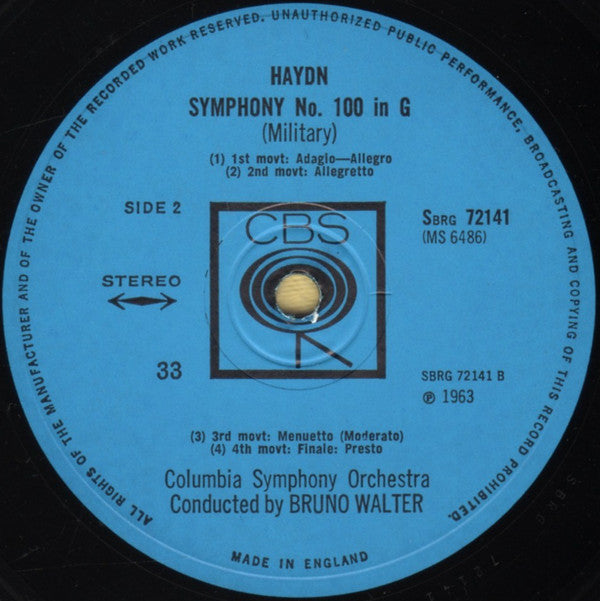 ALL RIGHTS OF THE MANUFACTURER AND OF THE OWNER OF THE RECORDED WORK RESERVED. UNAUTHORIZED PUBLIC PERFORMANCE, BROADCASTING AND COPYING OF THIS RECORD PROHIBITED.
HAYDN
SYMPHONY No. 100 in G
(Military)
(1) 1st movt: Adagio—Allegro
(2) 2nd movt: Allegretto
SIDE 2
CBS
SBRG 72141
(MS 6486)
STEREO
33
SBRG 72141 B
℗ 1963
(3) 3rd movt: Menuetto (Moderato)
(4) 4th movt: Finale: Presto
Columbia Symphony Orchestra
Conducted by BRUNO WALTER
MADE IN ENGLAND
SBRG
72141